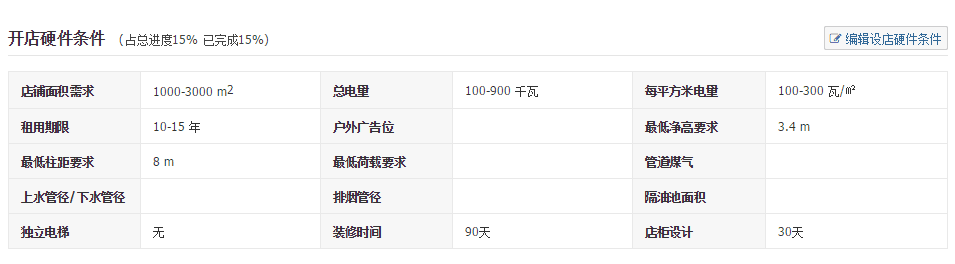 开店硬件条件 （占总进度15% 已完成15%） 编辑设店硬件条件
店铺面积需求 1000-3000 m2 总电量 100-900 千瓦 每平方米电量 100-300 瓦/㎡
租用期限 10-15 年 户外广告位 最低净高要求 3.4 m
最低柱距要求 8 m 最低荷载要求 管道煤气
上水管径/下水管径 排烟管径 隔油池面积
独立电梯 无 装修时间 90天 店柜设计 30天